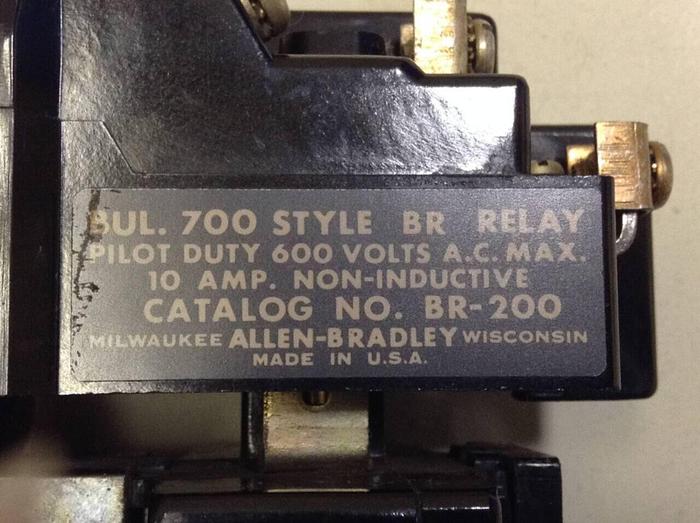 BUL. 700 STYLE BR RELAY
PILOT DUTY 600 VOLTS A.C. MAX.
10 AMP. NON-INDUCTIVE
CATALOG NO. BR-200
MILWAUKEE ALLEN-BRADLEY WISCONSIN
MADE IN U.S.A.